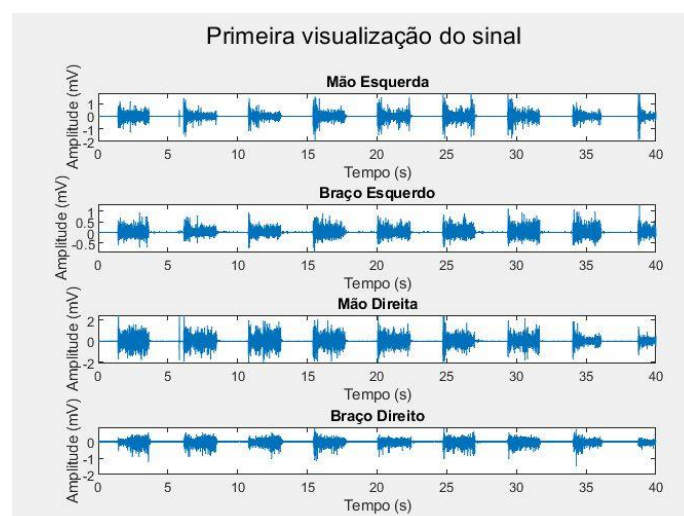 Primeira visualização do sinal
Mão Esquerda
Amplitude (mV)
1
0
-1
-2
0 5 10 15 20 25 30 35 40
Tempo (s)
Braço Esquerdo
Amplitude (mV)
1
0.5
0
-0.5
0 5 10 15 20 25 30 35 40
Tempo (s)
Mão Direita
Amplitude (mV)
2
0
-2
0 5 10 15 20 25 30 35 40
Tempo (s)
Braço Direito
Amplitude (mV)
0
-1
-2
0 5 10 15 20 25 30 35 40
Tempo (s)